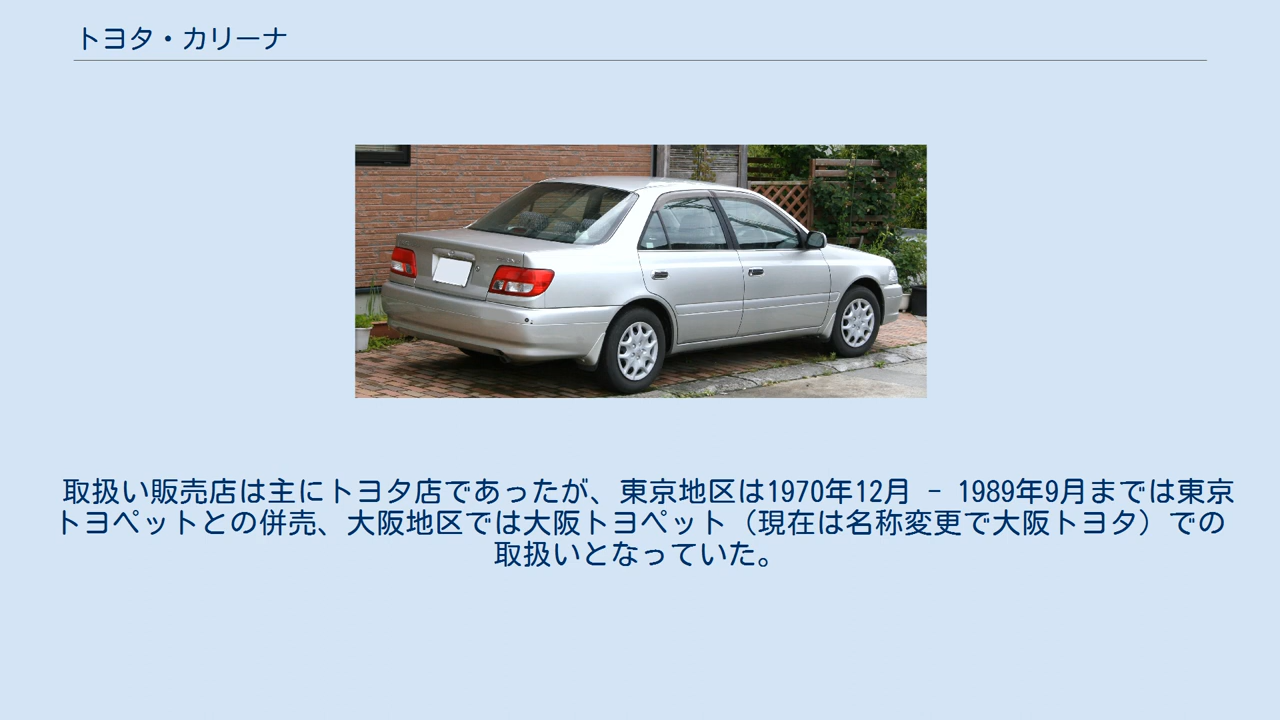 トヨタ・カリーナ
取扱い販売店は主にトヨタ店であったが、東京地区は1970年12月 - 1989年9月までは東京
トヨペットとの併売、大阪地区では大阪トヨペット（現在は名称変更で大阪トヨタ）での
取扱いとなっていた。